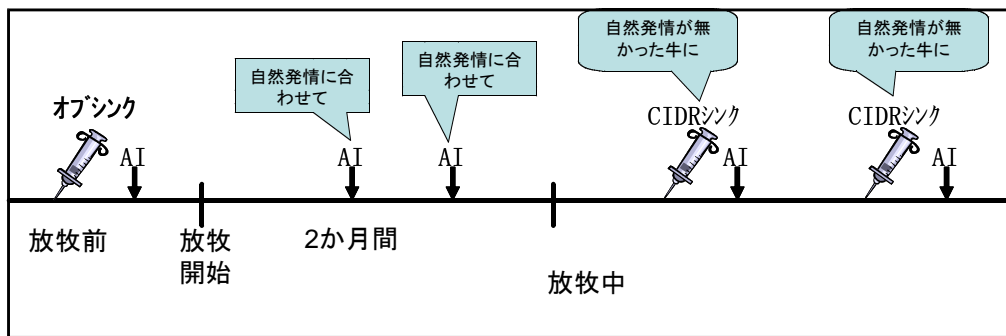 自然発情が無
かった牛に
自然発情が無
かった牛に
自然発情に合
わせて
自然発情に合
わせて
オブシンク
CIDRシンク
CIDRシンク
AI
AI
AI
AI
AI
放牧前
放牧
開始
2か月間
放牧中